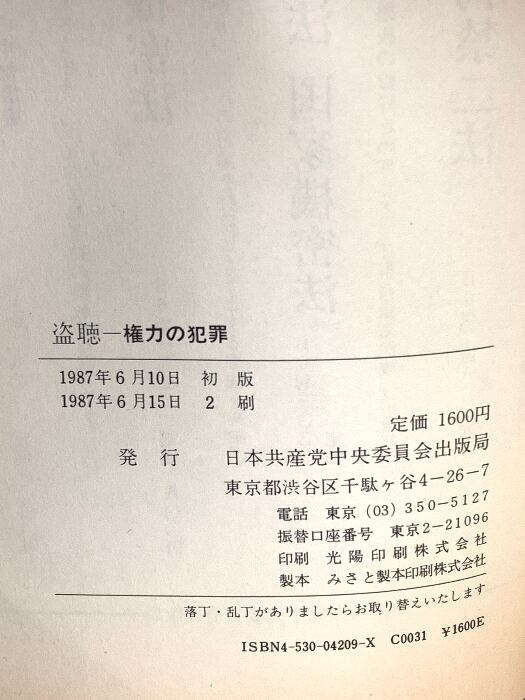 盗聴―権力の犯罪
1987年6月10日 初版
1987年6月15日 2刷
定価 1600円
発行 日本共産党中央委員会出版局
東京都渋谷区千駄ヶ谷4-26-7
電話 東京(03)350-5127
振替口座番号 東京2-21096
印刷 光陽印刷株式会社
製本 みさと製本印刷株式会社
落丁・乱丁がありましたらお取り替えいたします
ISBN4-530-04209-X C0031 ¥1600E